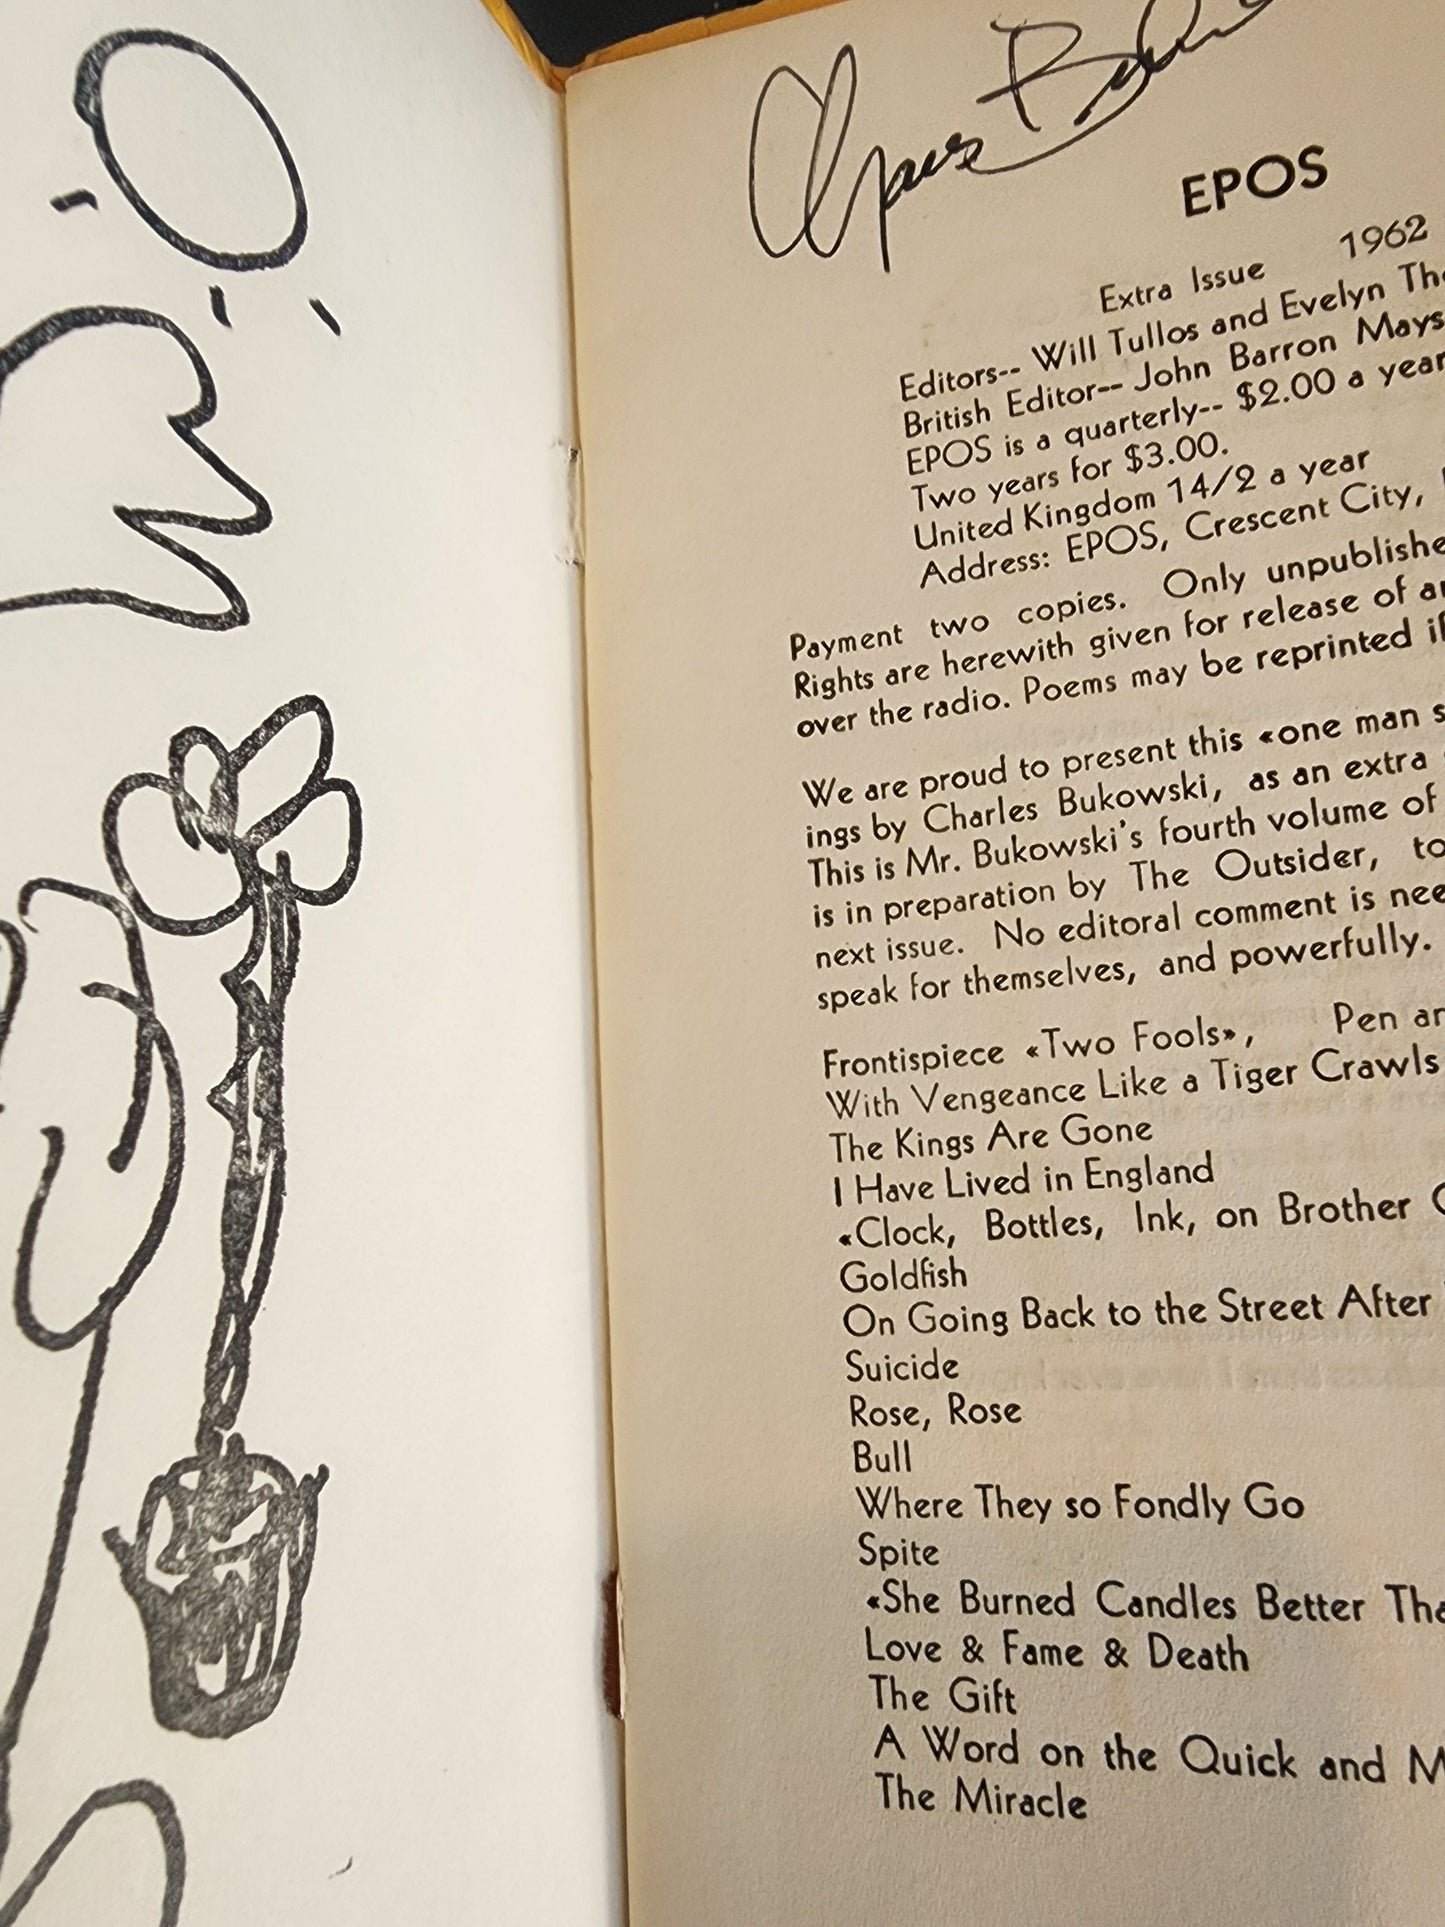 Charles Bukowski
EPOS
Extra Issue 1962
Editors-- Will Tullos and Evelyn
British Editor-- John Barron Mays
EPOS is a quarterly-- $2.00 a year
Two years for $3.00.
United Kingdom 14/2 a year
Address: EPOS, Crescent City,
Payment two copies. Only
Rights are herewith given for release of
over the radio. Poems may be reprinted
We are proud to present this «one man
ings by Charles Bukowski, as an extra
This is Mr. Bukowski's fourth volume of
is in preparation by The Outsider,
next issue. No editoral comment is
speak for themselves, and powerfully.
Frontispiece «Two Fools», Pen
With Vengeance Like a Tiger Crawls
The Kings Are Gone
I Have Lived in England
«Clock, Bottles, Ink, on Brother
Goldfish
On Going Back to the Street After
Suicide
Rose, Rose
Bull
Where They so Fondly Go
Spite
«She Burned Candles Better
Love & Fame & Death
The Gift
A Word on the Quick and
The Miracle